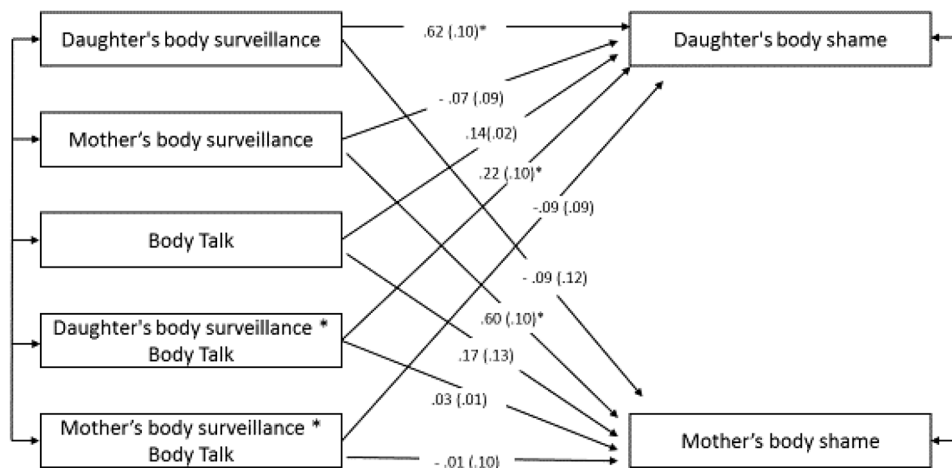 Daughter's body surveillance
.62 (.10)*
Daughter's body shame
- .07 (.09)
Mother's body surveillance
.14(.02)
.22 (.10)*
-.09 (.09)
Body Talk
- .09 (.12)
.60 (.10)*
Daughter's body surveillance *
Body Talk
.17 (.13)
.03 (.01)
Mother's body surveillance *
Body Talk
- .01 (.10)
Mother's body shame